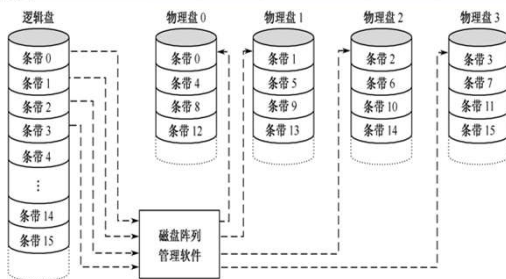 逻辑盘
条带 0
条带 1
条带 2
条带 3
条带 4
⋮
条带 14
条带 15
物理盘 0
条带 0
条带 4
条带 8
条带 12
物理盘 1
条带 1
条带 5
条带 9
条带 13
物理盘 2
条带 2
条带 6
条带 10
条带 14
物理盘 3
条带 3
条带 7
条带 11
条带 15
磁盘阵列
管理软件